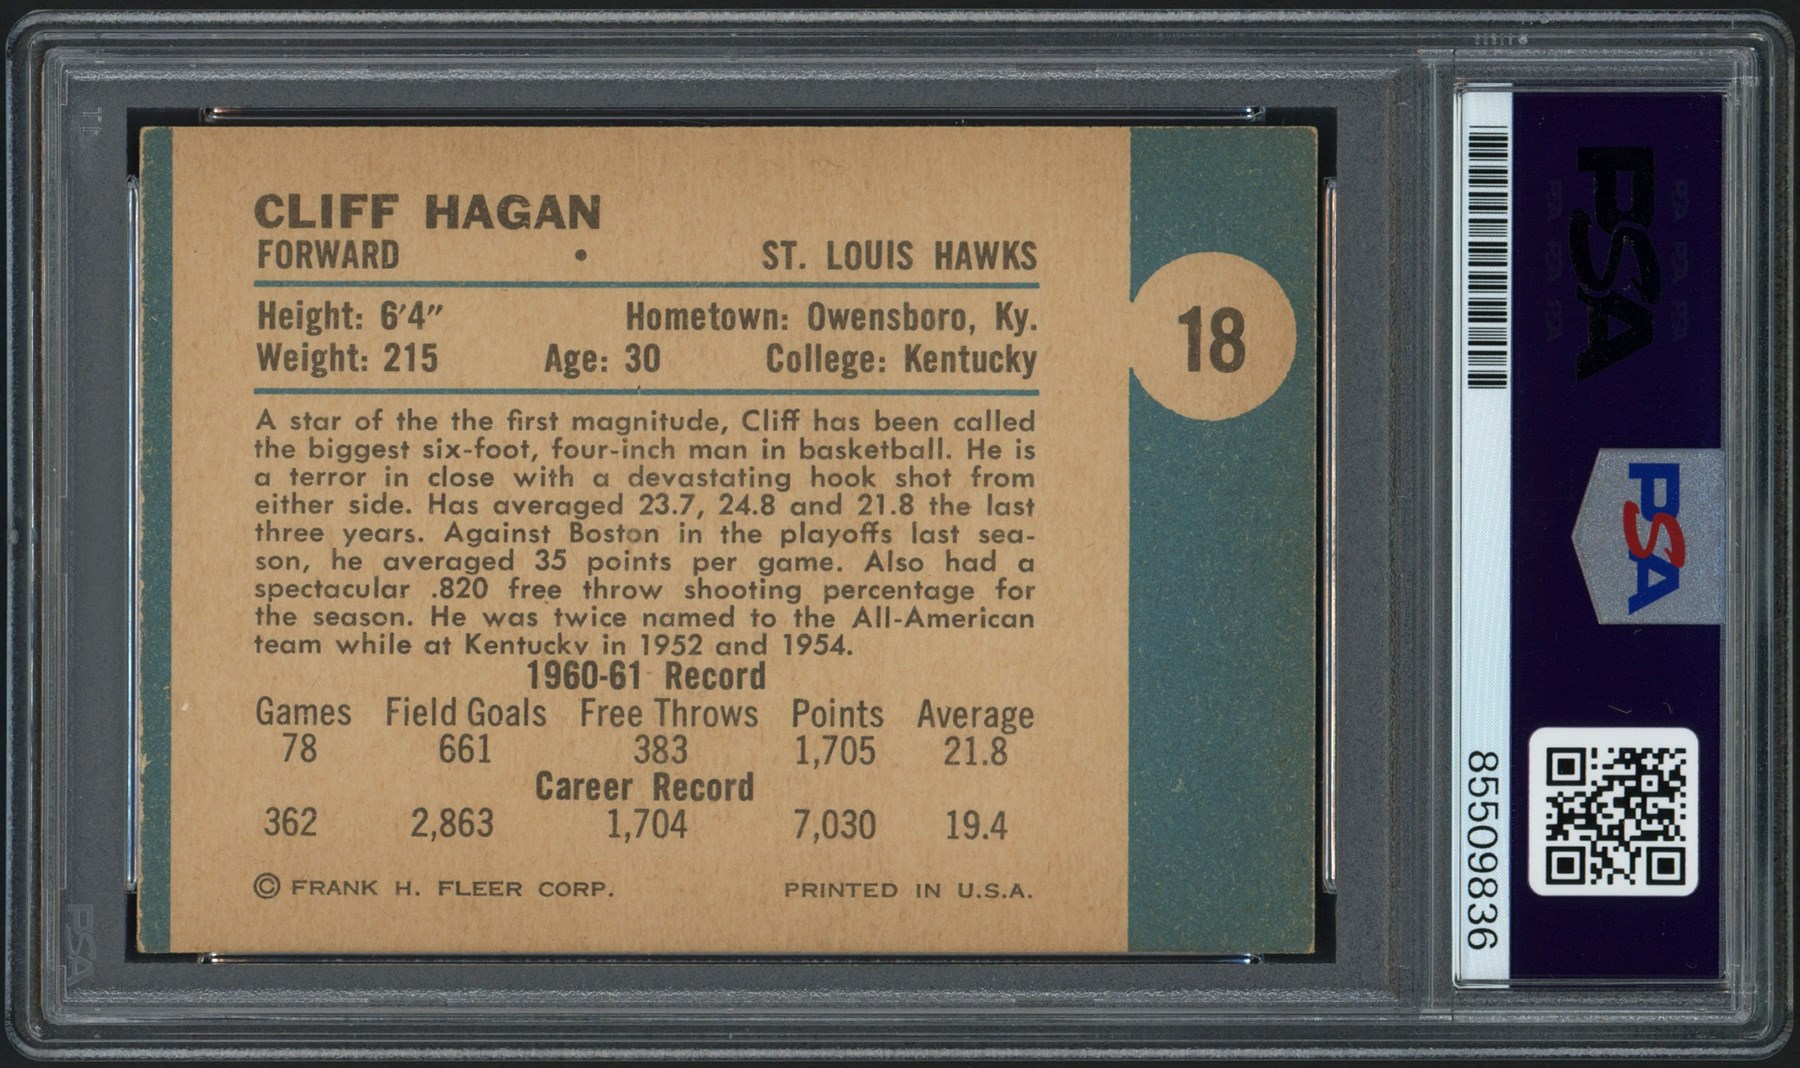 CLIFF HAGAN
FORWARD • ST. LOUIS HAWKS
Height: 6'4" Hometown: Owensboro, Ky.
Weight: 215 Age: 30 College: Kentucky
18
A star of the the first magnitude, Cliff has been called
the biggest six-foot, four-inch man in basketball. He is
a terror in close with a devastating hook shot from
either side. Has averaged 23.7, 24.8 and 21.8 the last
three years. Against Boston in the playoffs last sea-
son, he averaged 35 points per game. Also had a
spectacular .820 free throw shooting percentage for
the season. He was twice named to the All-American
team while at Kentucky in 1952 and 1954.
1960-61 Record
Games Field Goals Free Throws Points Average
78 661 383 1,705 21.8
Career Record
362 2,863 1,704 7,030 19.4
© FRANK H. FLEER CORP. PRINTED IN U.S.A.
PSA
PSA
85509836
PSA